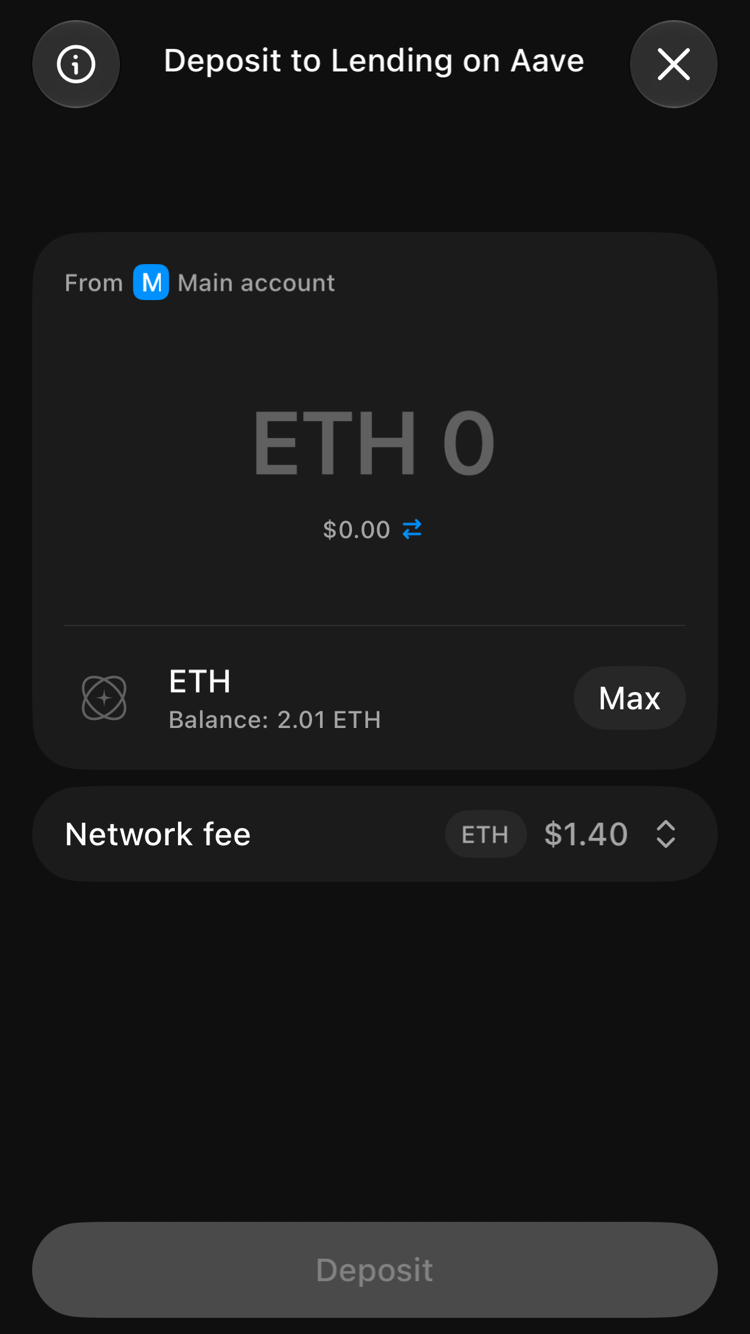 Deposit to Lending on Aave
From M Main account
ETH 0
$0.00
ETH
Balance: 2.01 ETH
Max
Network fee ETH $1.40
Deposit